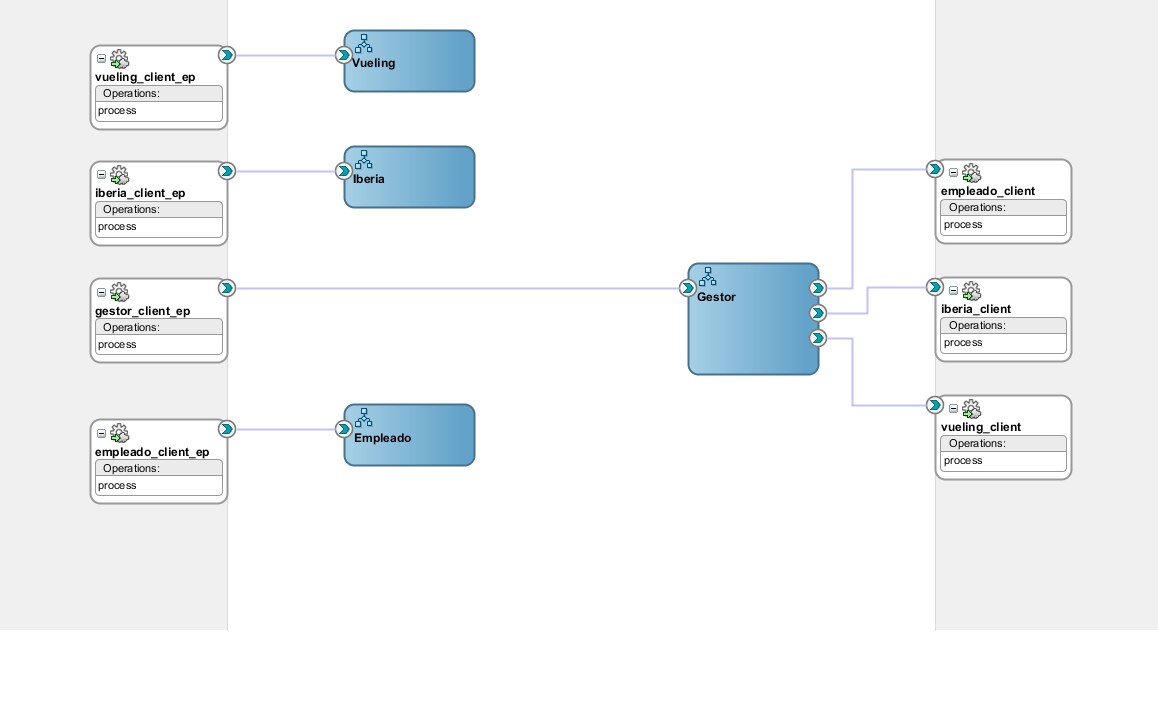 vueling_client_ep
Operations:
process
Vueling
iberia_client_ep
Operations:
process
Iberia
gestor_client_ep
Operations:
process
Gestor
empleado_client_ep
Operations:
process
Empleado
empleado_client
Operations:
process
iberia_client
Operations:
process
vueling_client
Operations:
process